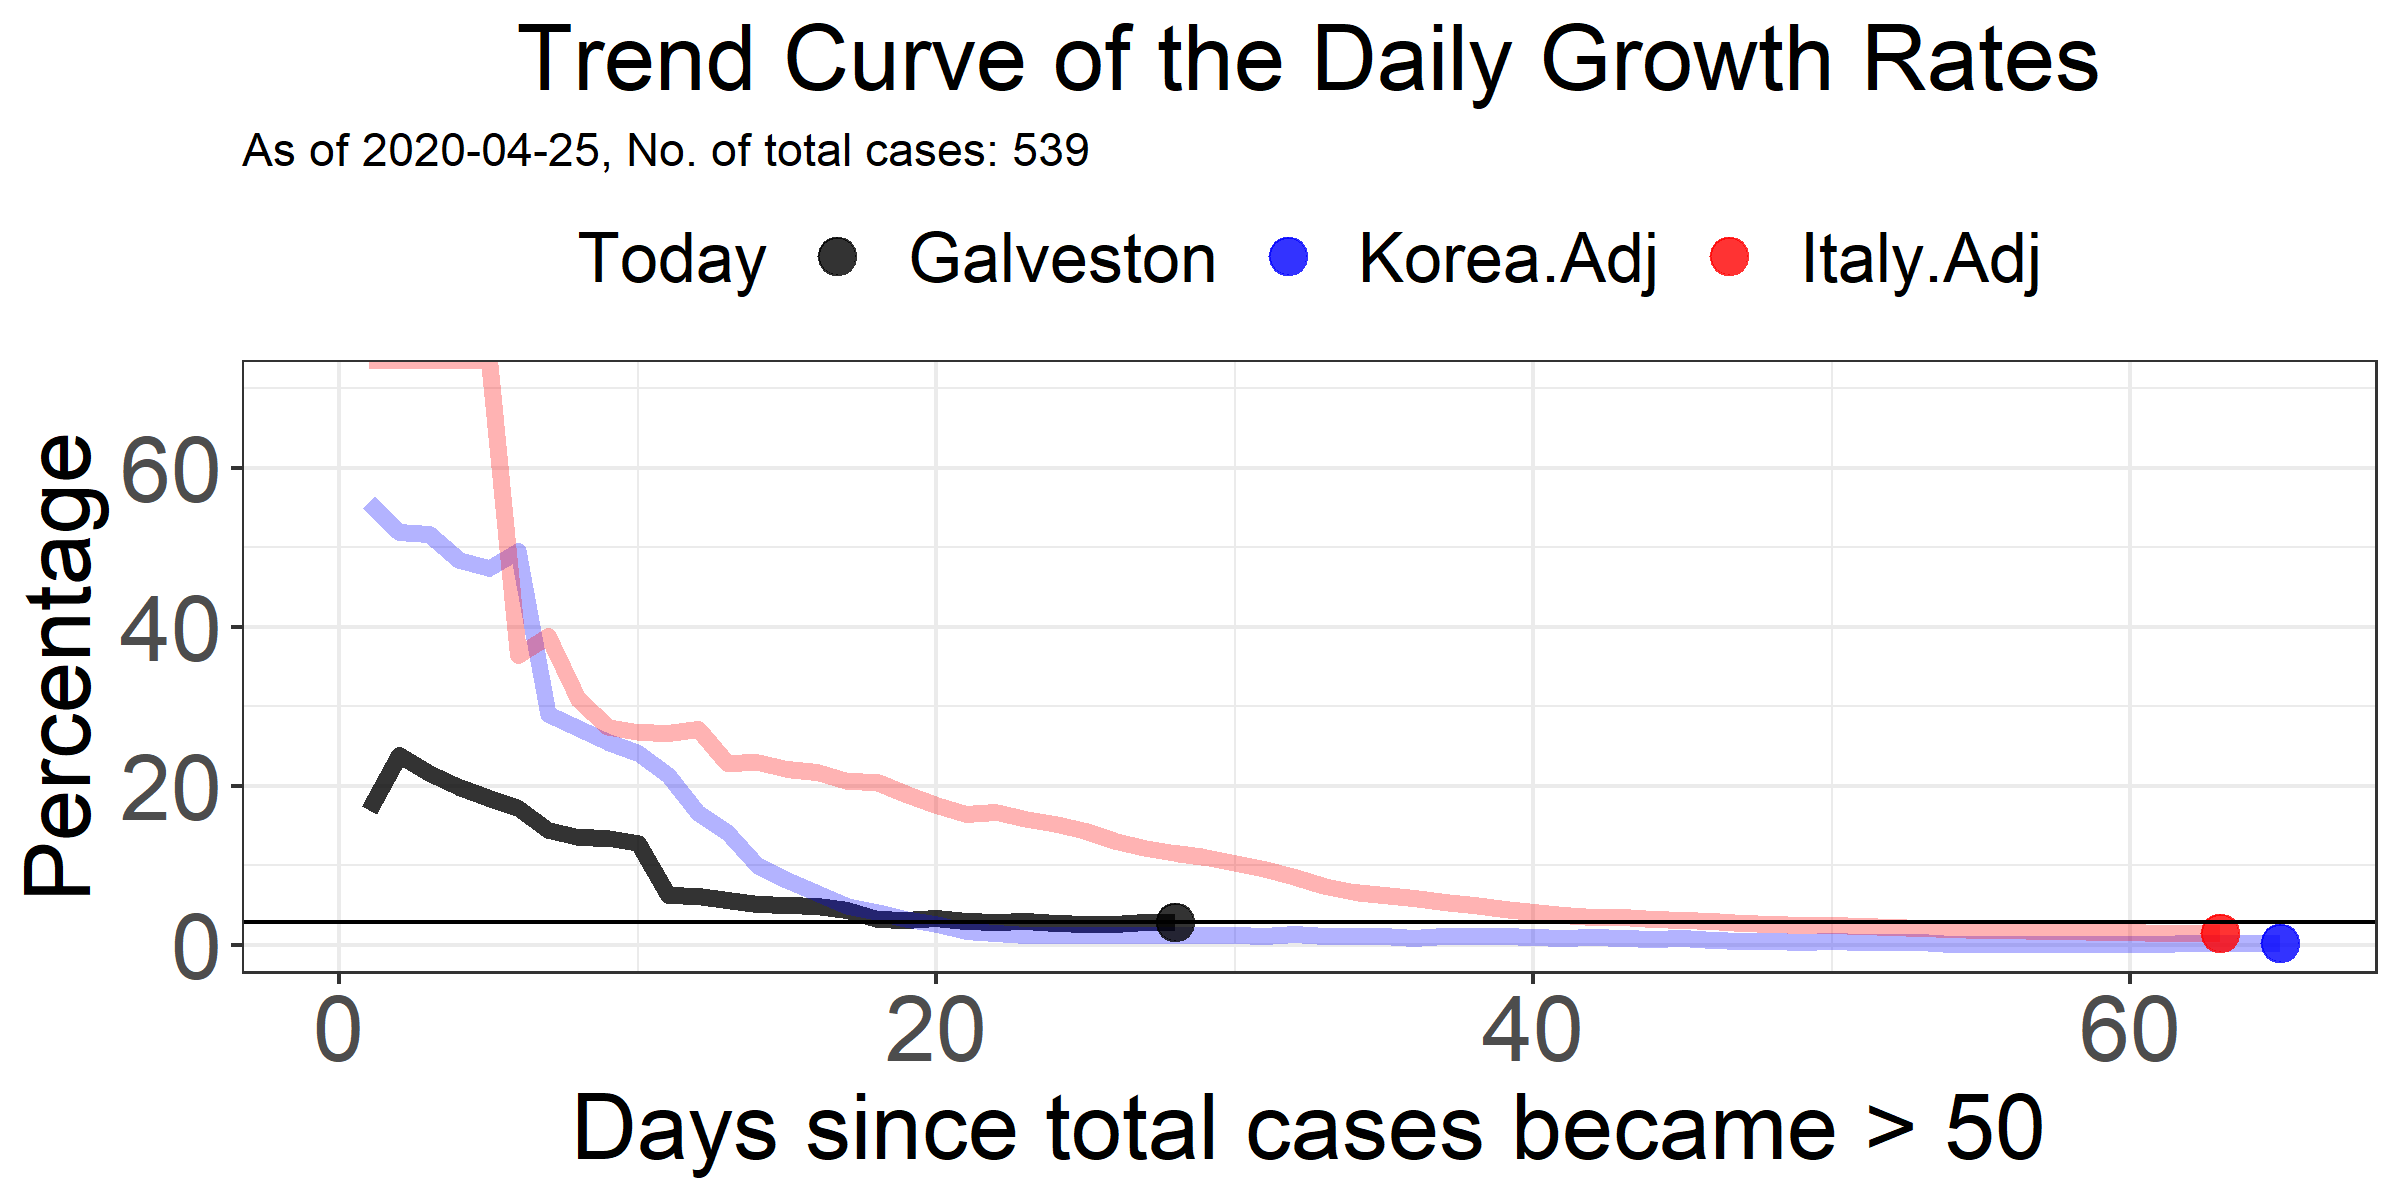 Trend Curve of the Daily Growth Rates
As of 2020-04-25, No. of total cases: 539
Today Galveston Korea.Adj Italy.Adj
Percentage
60
40
20
0
0 20 40 60
Days since total cases became > 50